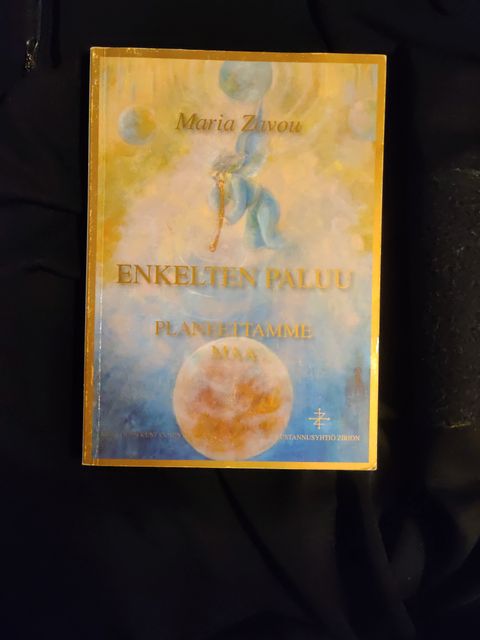 Maria Zavou
ENKELTEN PALUU
PLANEETTAMME
MAA
KUSTANNUSYHTIÖ ZIRION